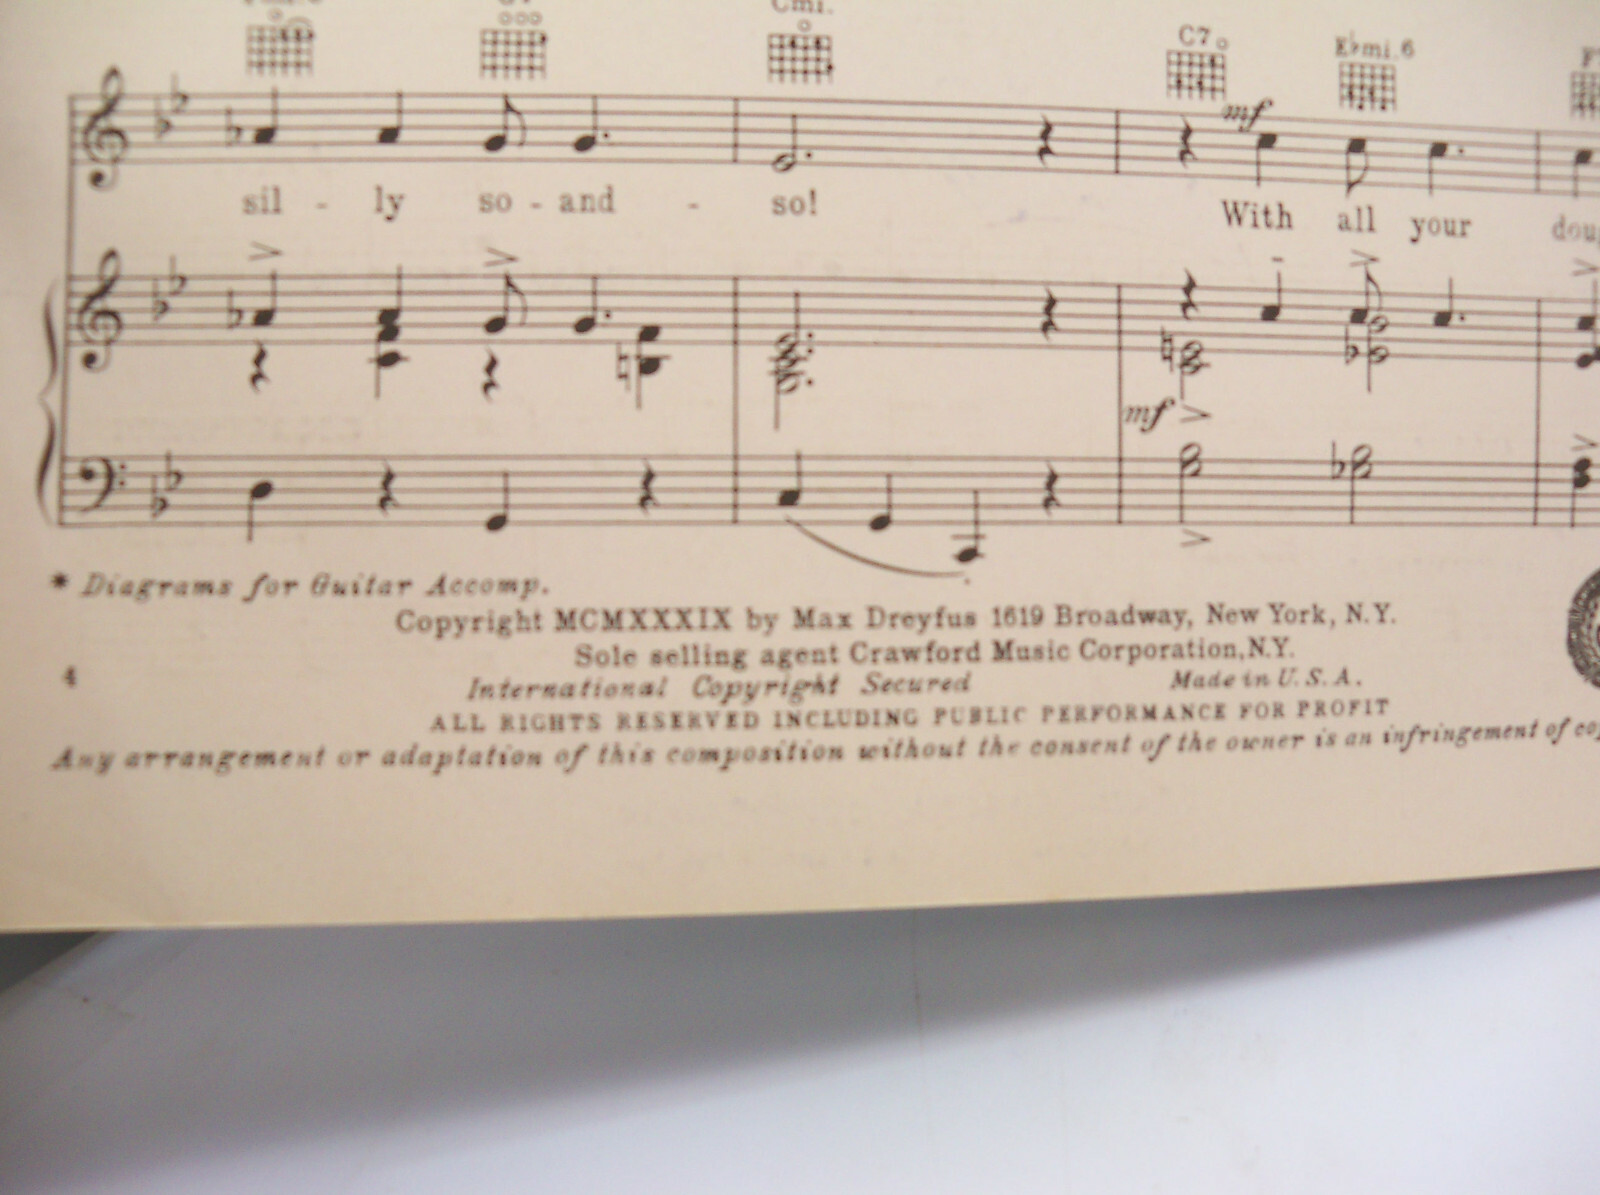 Cmi.
C7
E♭mi.6
mf
sil - ly so - and - so! With all your
mf
* Diagrams for Guitar Accomp.
Copyright MCMXXXIX by Max Dreyfus 1619 Broadway, New York, N.Y.
Sole selling agent Crawford Music Corporation,N.Y.
4
International Copyright Secured Made in U.S.A.
ALL RIGHTS RESERVED INCLUDING PUBLIC PERFORMANCE FOR PROFIT
Any arrangement or adaptation of this composition without the consent of the owner is an infringement of